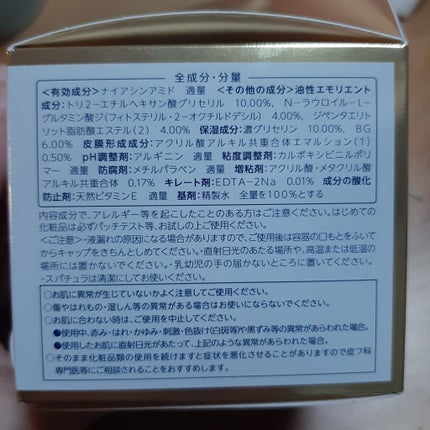 全成分・分量
<有効成分> ナイアシンアミド 適量 <その他の成分> 油性エモリエント
成分:トリ2−エチルヘキサン酸グリセリル 10.00%、N−ラウロイル−L−
グルタミン酸ジ(フィトステリル・2−オクチルドデシル) 4.00%、ジペンタエリ
トリット脂肪酸エステル(2) 4.00% 保湿成分:濃グリセリン 10.00%、BG
6.00% 皮膜形成成分:アクリル酸アルキル共重合体エマルション(1)
0.50% pH調整剤:アルギニン 適量 粘度調整剤:カルボキシビニルポリ
マー 適量 防腐剤:メチルパラベン 適量 増粘剤:アクリル酸・メタクリル酸
アルキル共重合体 0.17% キレート剤:EDTA−2Na 0.01% 成分の酸化
防止剤:天然ビタミンE 適量 基剤:精製水 全量を100%とする
内容成分で、アレルギー等を起こしたことのある方はご注意ください。はじめての
化粧品は必ずパッチテスト等、お試しの上ご使用ください。
<ご注意>・液漏れの原因になる場合がありますので、ご使用後は容器の口もとをふいて
からキャップをきちんとしめてください。・直射日光のあたる場所や、高温または低温の
場所には置かないでください。・乳幼児の手の届かないところに置いてください。
・スパチュラは清潔にしてお使いください。
○お肌に異常が生じていないかよく注意してご使用ください。
○傷やはれもの・湿しん等の異常がある場合はお使いにならないでください。
○お肌に合わない時は、ご使用を中止してください。
●使用中、赤み・はれ・かゆみ・刺激・色抜け(白斑等)や黒ずみ等の異常があらわれた場合。
●使用したお肌に直射日光があたって、上記のような異常があらわれた場合。
○そのまま化粧品類の使用を続けますと症状を悪化させることがありますので皮フ科
専門医等にご相談されることをおすすめします。